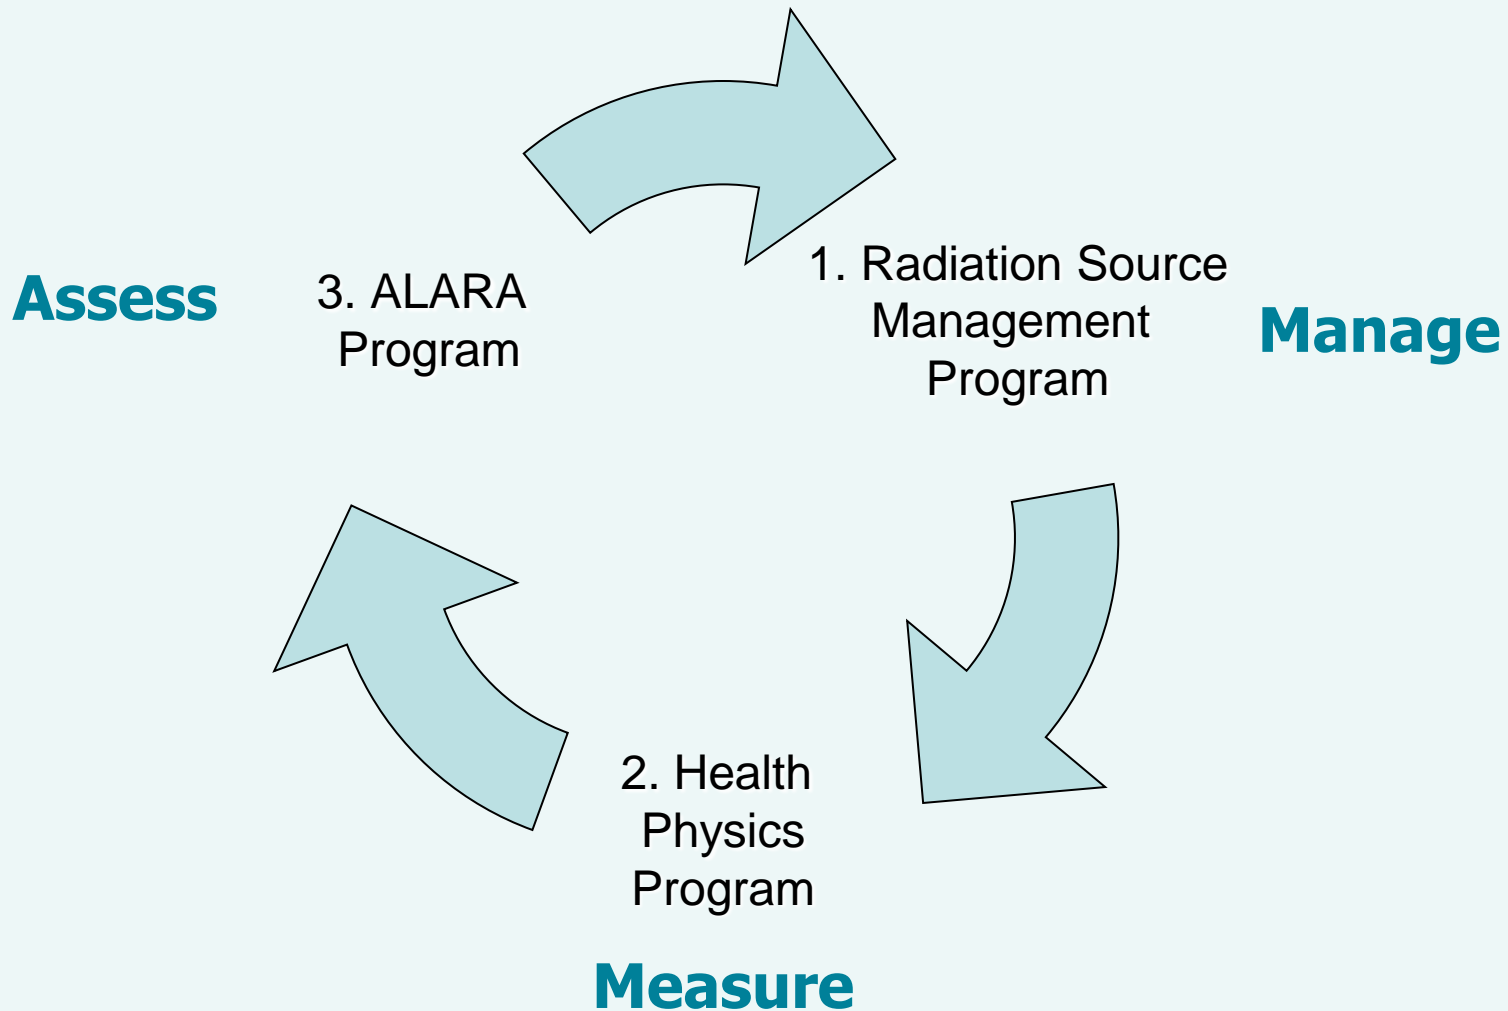 Assess
3. ALARA
Program
1. Radiation Source
Management
Program
Manage
2. Health
Physics
Program
Measure